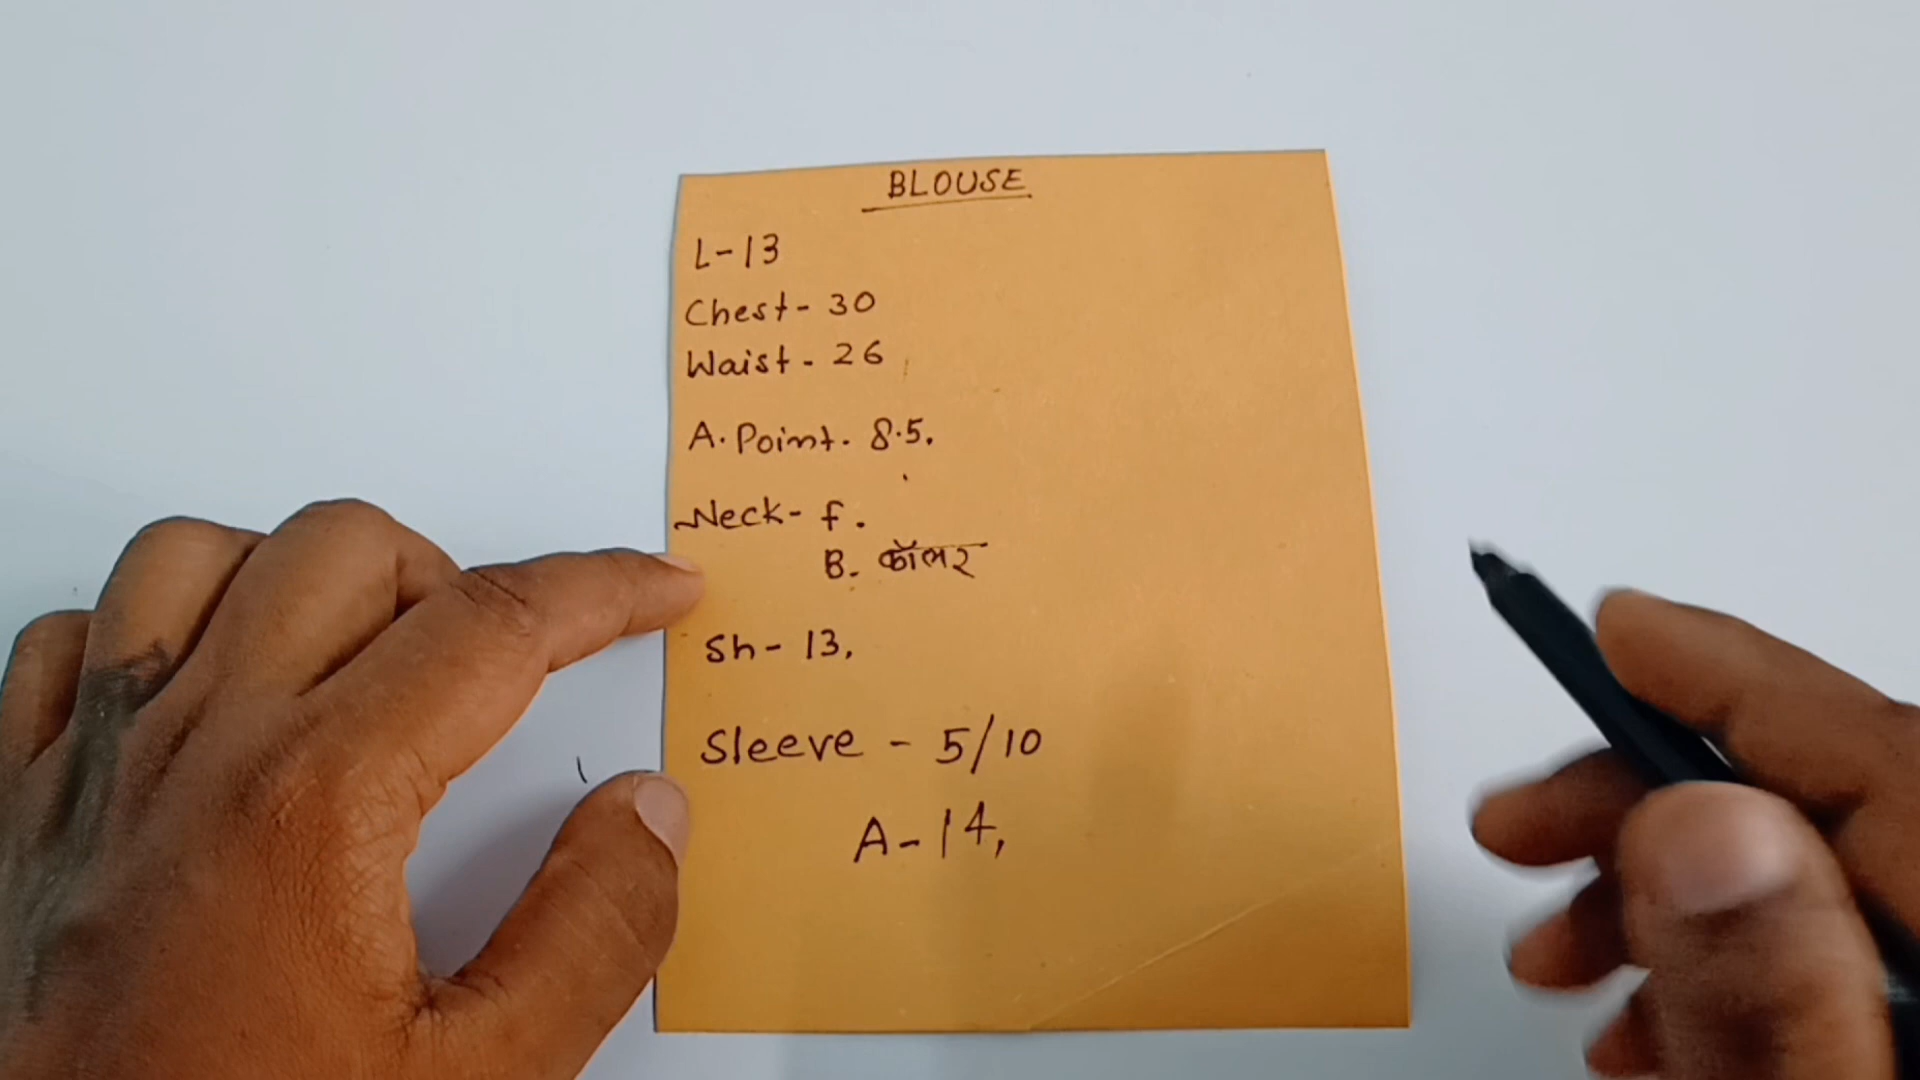 BLOUSE
L-13
Chest- 30
Waist - 26
A. Point. 8.5.
Neck- f.
B. कॉलर
Sh- 13,
Sleeve - 5/10
A-14,